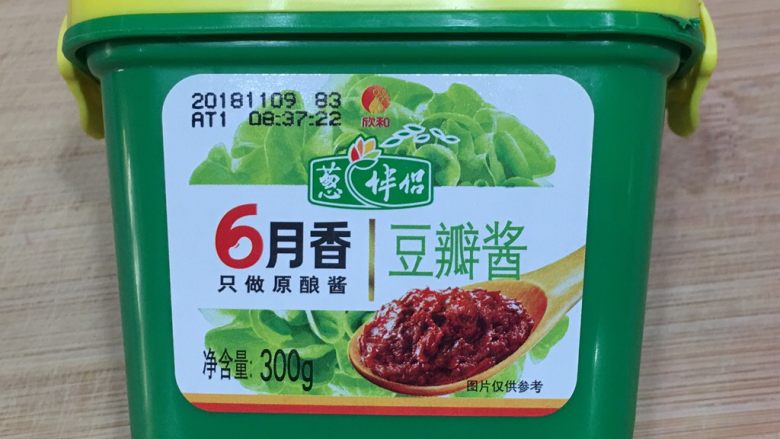 20181109 83
AT1 08:37:22
欣和
葱伴侣
6月香
只做原酿酱
豆瓣酱
净含量: 300g
图片仅供参考